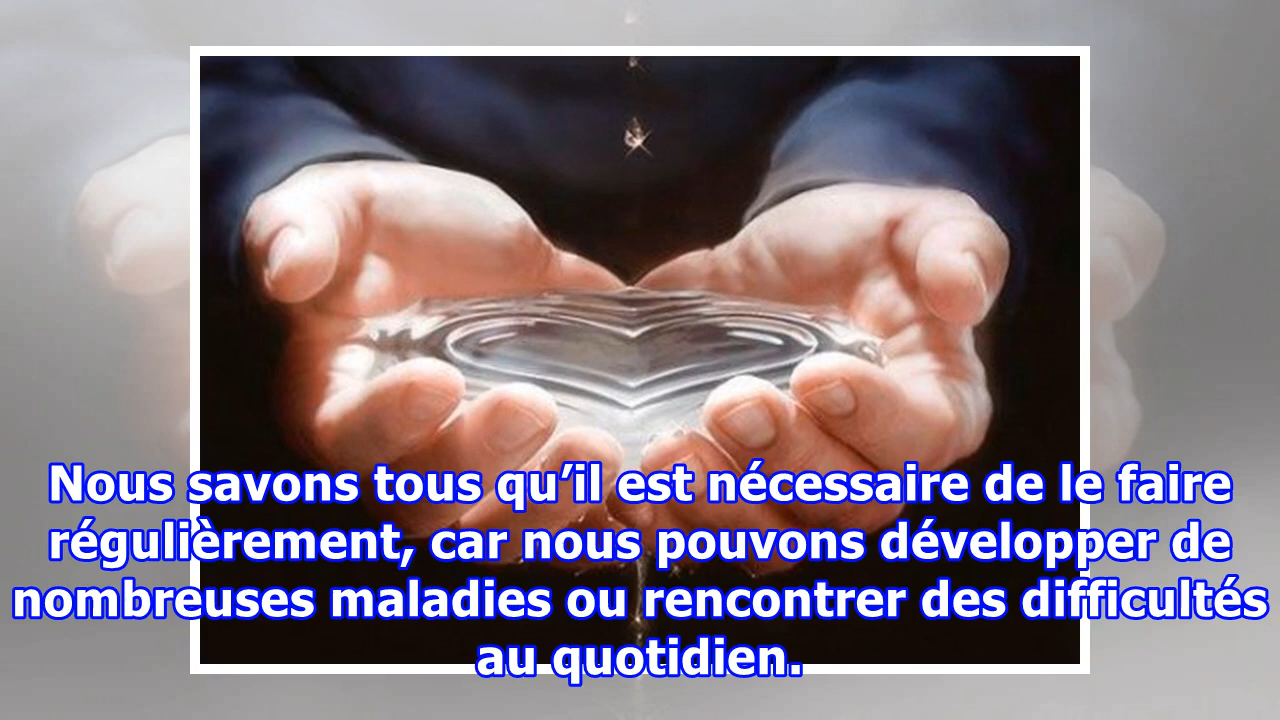 Nous savons tous qu’il est nécessaire de le faire
régulièrement, car nous pouvons développer de
nombreuses maladies ou rencontrer des difficultés
au quotidien.